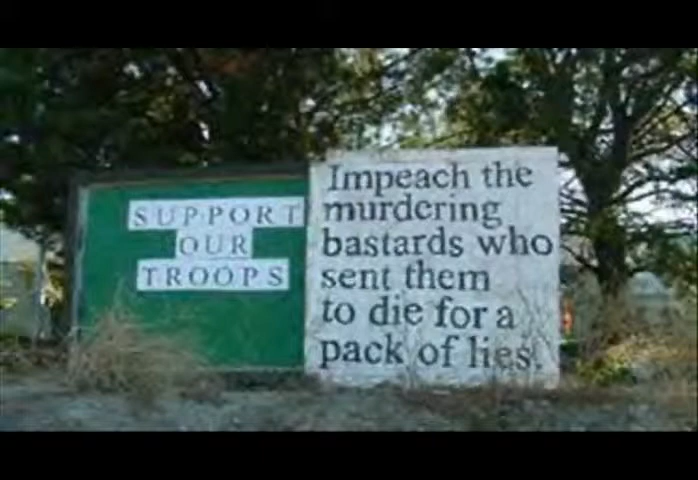 SUPPORT
OUR
TROOPS
Impeach the
murdering
bastards who
sent them
to die for a
pack of lies.